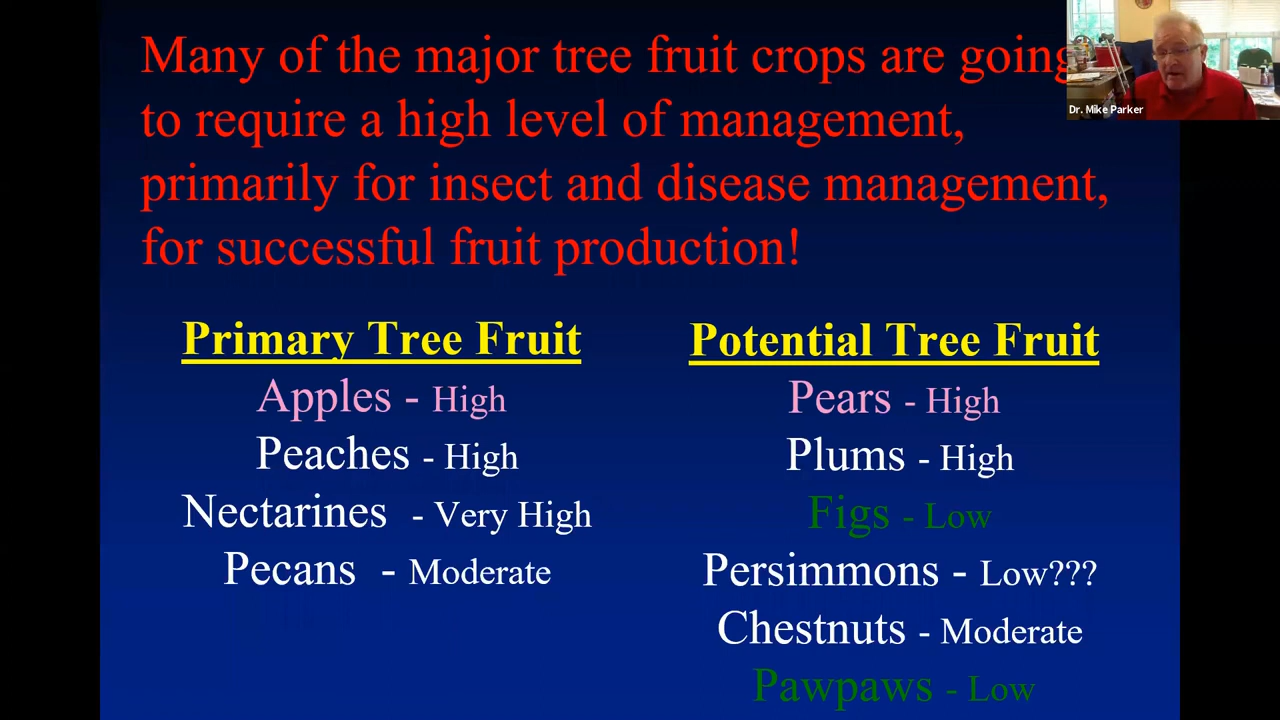 Many of the major tree fruit crops are going
to require a high level of management,
primarily for insect and disease management,
for successful fruit production!
Dr. Mike Parker
Primary Tree Fruit
Apples - High
Peaches - High
Nectarines - Very High
Pecans - Moderate
Potential Tree Fruit
Pears - High
Plums - High
Figs - Low
Persimmons - Low???
Chestnuts - Moderate
Pawpaws - Low